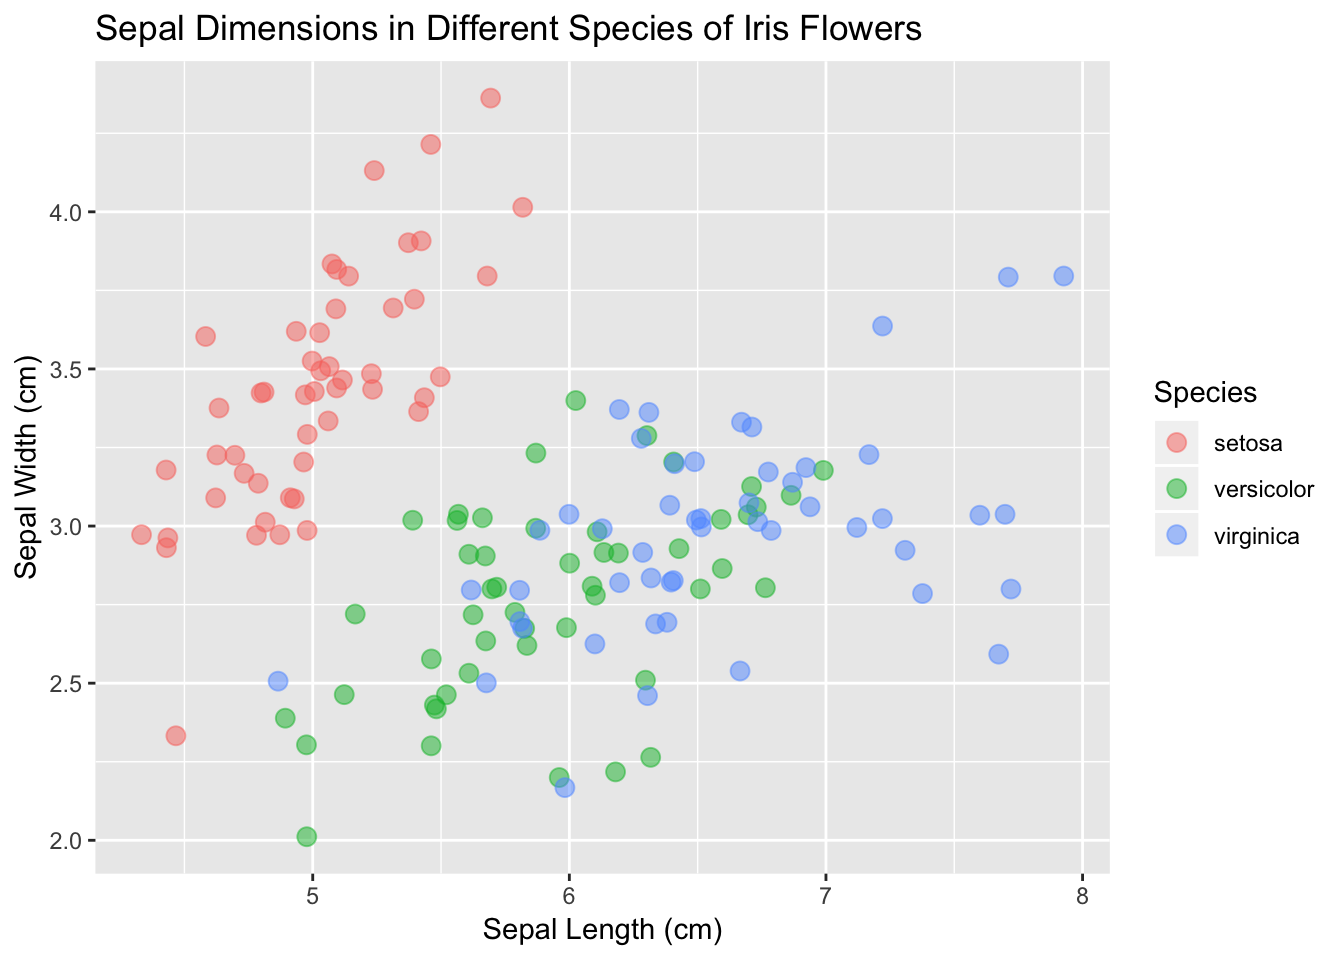 Sepal Dimensions in Different Species of Iris Flowers
4.0
3.5
3.0
2.5
2.0
Sepal Width (cm)
5 6 7 8
Sepal Length (cm)
Species
setosa
versicolor
virginica